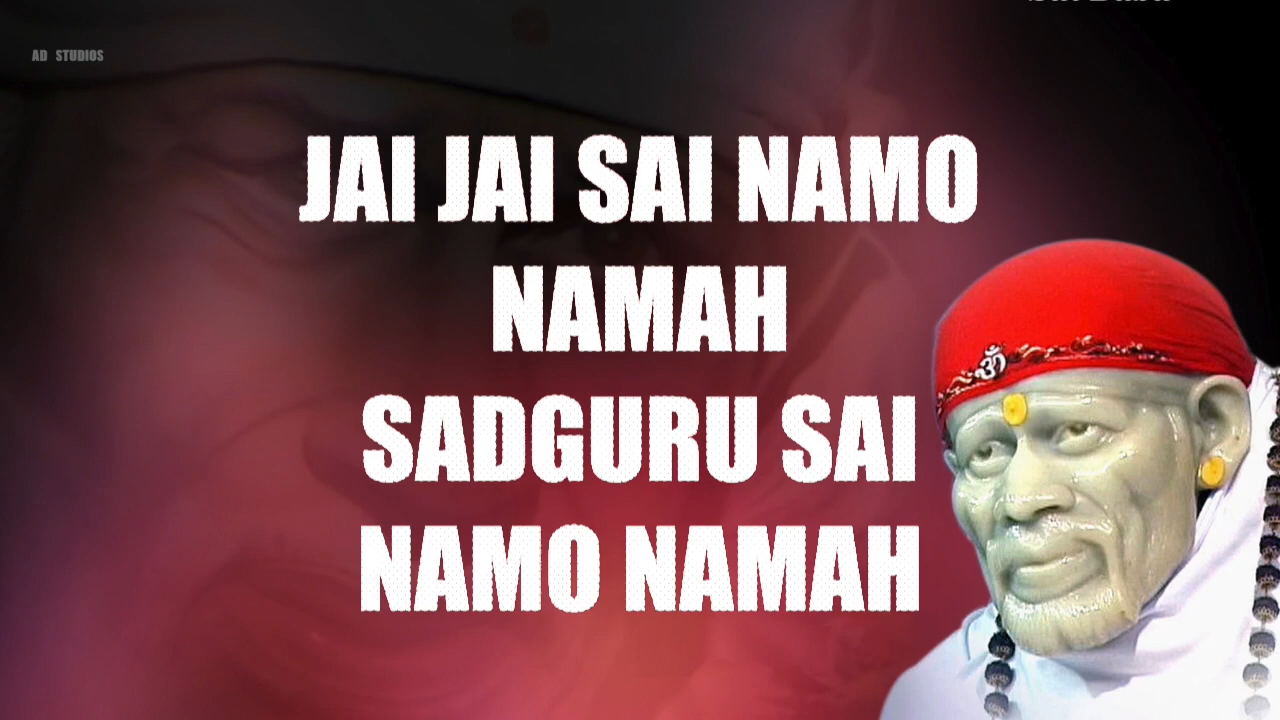 AD STUDIOS
JAI JAI SAI NAMO
NAMAH
SADGURU SAI
NAMO NAMAH
ॐ